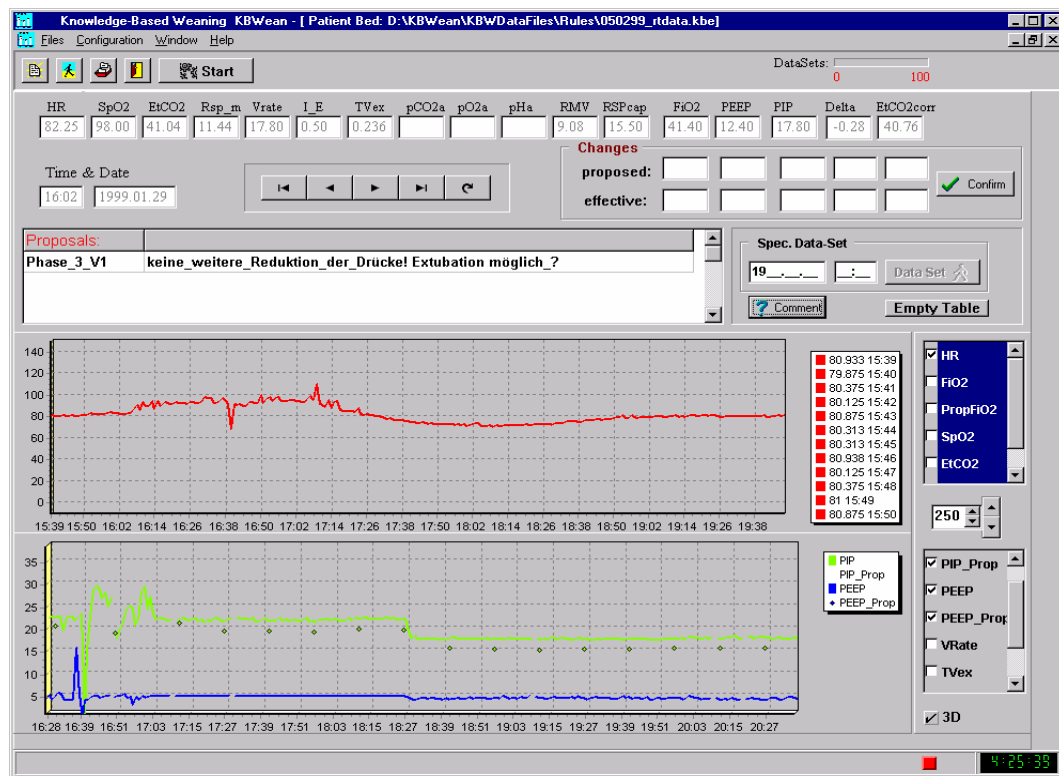 Knowledge-Based Weaning KBWean - [ Patient Bed: D:\KBWean\KBWDataFiles\Rules\050299_rtdata.kbe]
Files Configuration Window Help
Start
DataSets:
0 100
HR SpO2 EtCO2 Rsp_m Vrate I_E TVex pCO2a pO2a pHa RMV RSPcap FiO2 PEEP PIP Delta EtCO2corr
82.25 98.00 41.04 11.44 17.80 0.50 0.236 9.08 15.50 41.40 12.40 17.80 -0.28 40.76
Changes
Time & Date
proposed:
16:02 1999.01.29
effective:
Confirm
Proposals:
Phase_3_V1 keine_weitere_Reduktion_der_Drücke! Extubation möglich_?
Spec. Data-Set
19__.__.__ __:__ Data Set
Comment Empty Table
140
120
100
80
60
40
20
0
15:39 15:50 16:02 16:14 16:26 16:38 16:50 17:02 17:14 17:26 17:38 17:50 18:02 18:14 18:26 18:38 18:50 19:02 19:14 19:26 19:38
80.933 15:39
79.875 15:40
80.375 15:41
80.125 15:42
80.875 15:43
80.313 15:44
80.313 15:45
80.938 15:46
80.125 15:47
80.375 15:48
81 15:49
80.875 15:50
HR
FiO2
PropFiO2
SpO2
EtCO2
250
35
30
25
20
15
10
5
16:28 16:39 16:51 17:03 17:15 17:27 17:39 17:51 18:03 18:15 18:27 18:39 18:51 19:03 19:15 19:27 19:39 19:51 20:03 20:15 20:27
PIP
PIP_Prop
PEEP
PEEP_Prop
PIP_Prop
PEEP
PEEP_Prop
VRate
TVex
3D
4:25:39